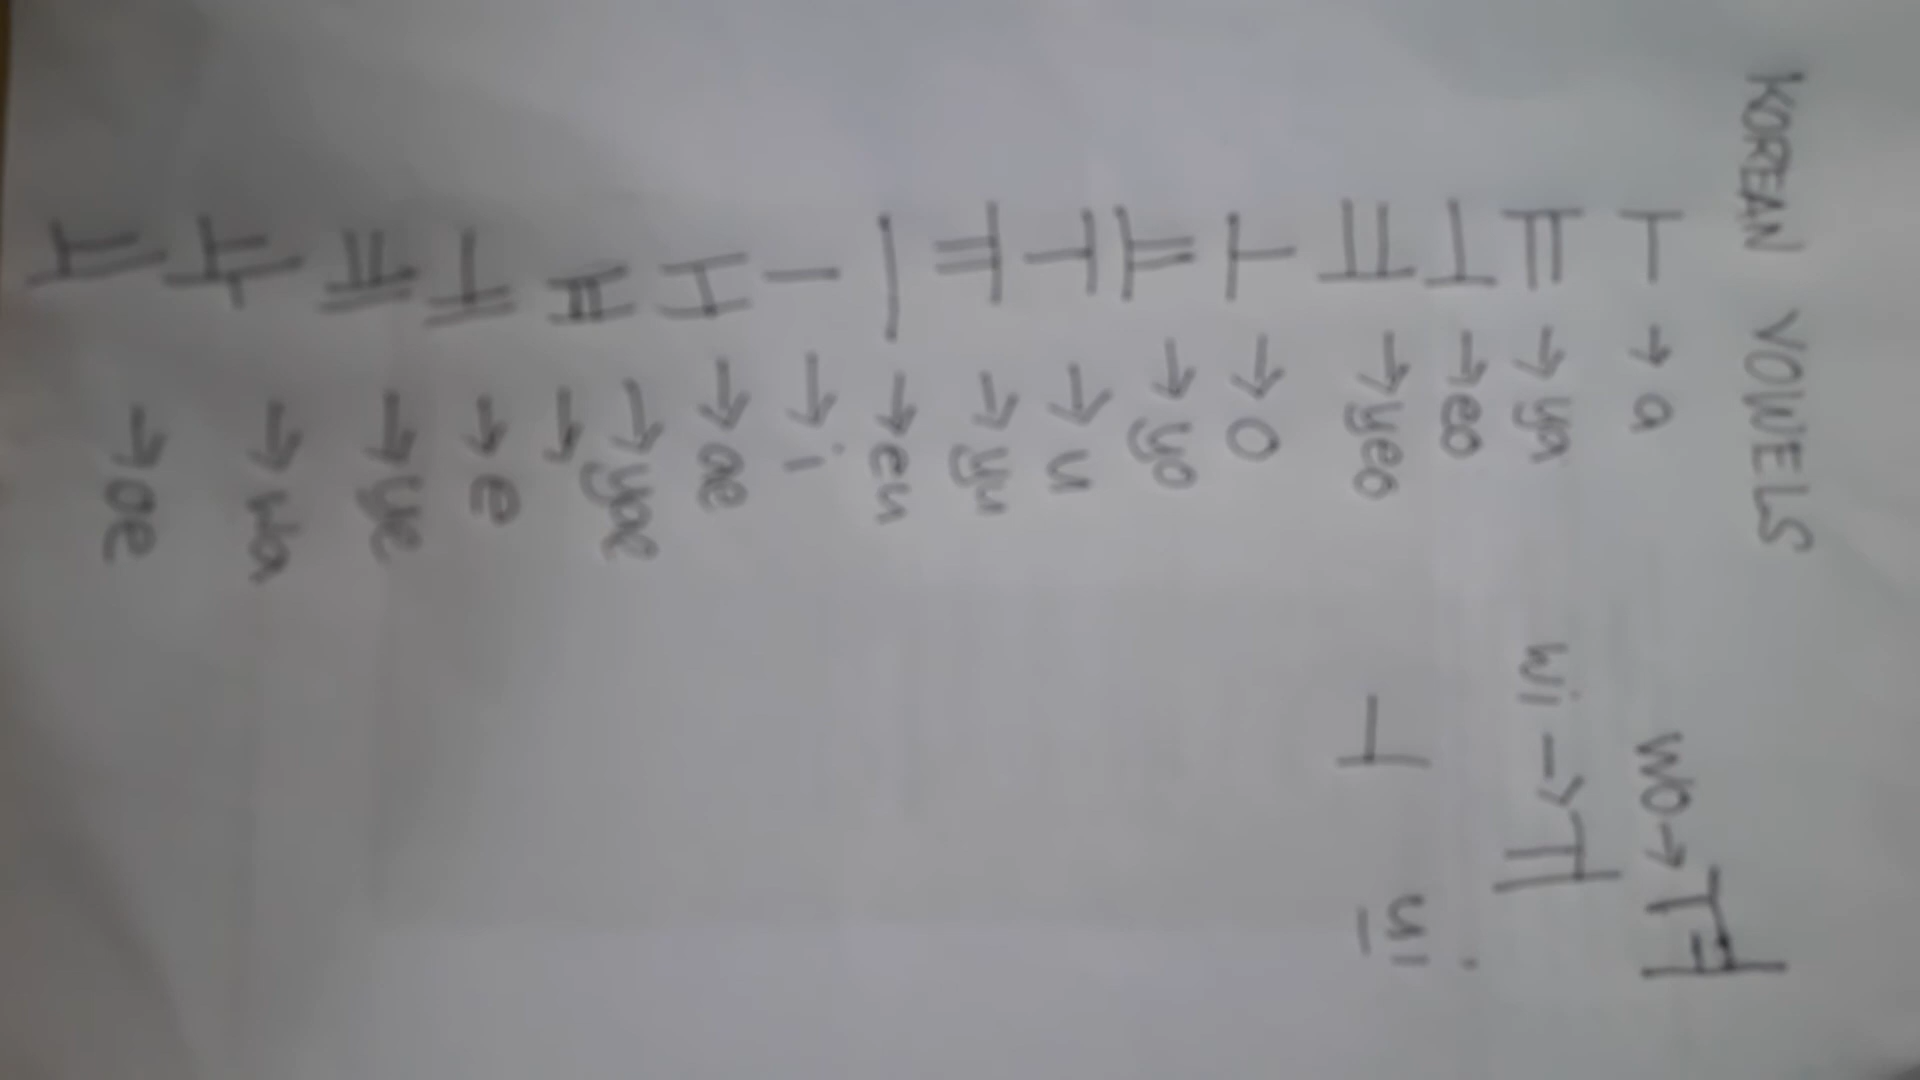 KOREAN VOWELS
ㅏ → a
wo → ㅝ
ㅑ → ya
wi → ㅟ
ㅓ → eo
ㅕ → yeo
ㅓ ui
ㅗ → o
ㅛ → yo
ㅜ → u
ㅠ → yu
ㅡ → eu
ㅣ → i
ㅐ → ae
ㅒ → yae
→
ㅔ → e
ㅖ → ye
ㅘ → wa
ㅚ → oe